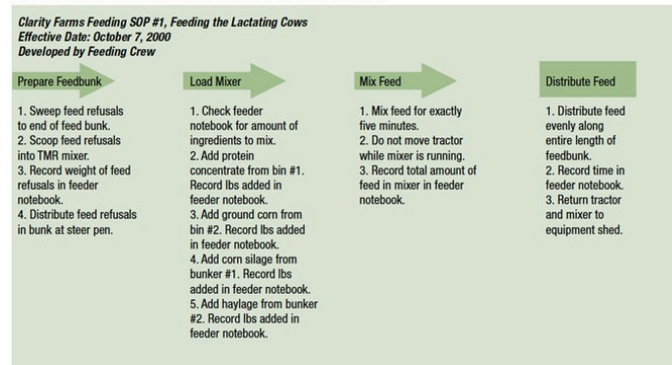 Clarity Farms Feeding SOP #1, Feeding the Lactating Cows
Effective Date: October 7, 2000
Developed by Feeding Crew
Prepare Feedbunk
1. Sweep feed refusals
to end of feed bunk.
2. Scoop feed refusals
into TMR mixer.
3. Record weight of feed
refusals in feeder
notebook.
4. Distribute feed refusals
in bunk at steer pen.
Load Mixer
1. Check feeder
notebook for amount of
ingredients to mix.
2. Add protein
concentrate from bin #1.
Record lbs added in
feeder notebook.
3. Add ground corn from
bin #2. Record lbs added
in feeder notebook.
4. Add corn silage from
bunker #1. Record lbs
added in feeder notebook.
5. Add haylage from bunker
#2. Record lbs added in
feeder notebook.
Mix Feed
1. Mix feed for exactly
five minutes.
2. Do not move tractor
while mixer is running.
3. Record total amount of
feed in mixer in feeder
notebook.
Distribute Feed
1. Distribute feed
evenly along
entire length of
feedbunk.
2. Record time in
feeder notebook.
3. Return tractor
and mixer to
equipment shed.